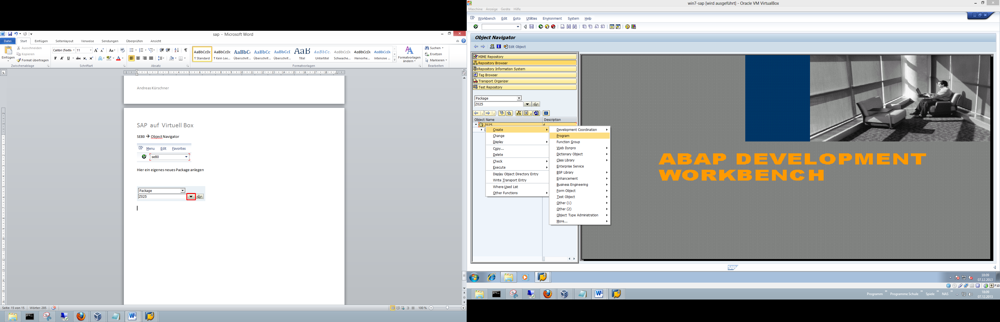 sap - Microsoft Word
Datei Start Einfügen Seitenlayout Verweise Sendungen Überprüfen Ansicht
Einfügen
Ausschneiden
Kopieren
Format übertragen
Zwischenablage
Calibri (Textk 11
F K U abc x, x²
Schriftart
Absatz
AaBbCcDc AaBbCcDc AaBbC AaBbCc AaBbCcI AaB AaBbCc. AaBbCcDc AaBbCcDt AaBbCcDc
¶ Standard ¶ Kein Lee... Überschrif... Überschrif... Überschrif... Titel Untertitel Schwache... Hervorhe... Intensive ...
Formatvorlagen
Formatvorlagen ändern
Suchen
Ersetzen
Markieren
Bearbeiten
Andreas Kürschner
SAP auf Virtuell Box
SE80 → Object Navigator
Menu Edit Favorites
se80
Hier ein eigenes neues Package anlegen
Package
Z025
Seite: 15 von 15 Wörter: 285
100 %
win7-sap [wird ausgeführt] - Oracle VM VirtualBox
Maschine Anzeige Geräte Hilfe
Workbench Edit Goto Utilities Environment System Help
Object Navigator
Edit Object
MIME Repository
Repository Browser
Repository Information System
Tag Browser
Transport Organizer
Test Repository
Package
Z025
Object Name Description
Z025 d
Create
Change
Display
Copy...
Delete
Check
Execute
Display Object Directory Entry
Write Transport Entry
Where-Used List
Other Functions
Development Coordination
Program
Function Group
Web Dynpro
Dictionary Object
Class Library
Enterprise Service
BSP Library
Enhancement
Business Engineering
Form Object
Test Object
Other (1)
Other (2)
Object Type Administration
More...
ABAP DEVELOPMENT
WORKBENCH
SAP
18:09
07.12.2013
F10
Programm Programme Schule Spiele NAS
18:09
07.12.2013